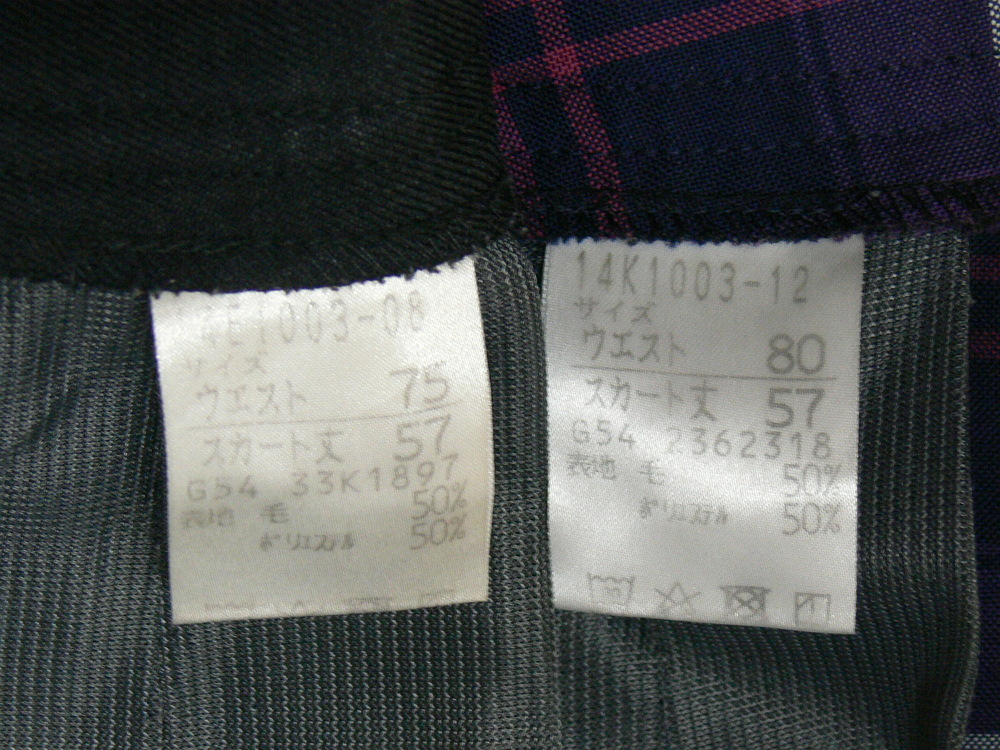 4E1003-08
サイズ
ウエスト 75
スカート丈 57
G54 33K1897
表地 毛 50%
ポリエステル 50%
14K1003-12
サイズ
ウエスト 80
スカート丈 57
G54 2362318
表地 毛 50%
ポリエステル 50%